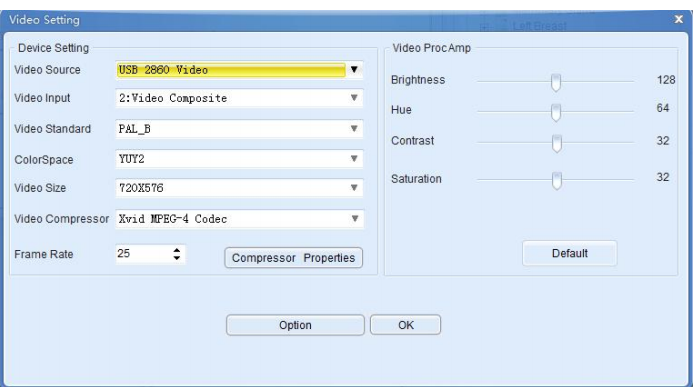 Video Setting
Left Breast
x
Device Setting
Video Source USB 2860 Video
Video Input 2:Video Composite
Video Standard PAL_B
ColorSpace YUY2
Video Size 720X576
Video Compressor Xvid MPEG-4 Codec
Frame Rate 25
Compressor Properties
Video ProcAmp
Brightness 128
Hue 64
Contrast 32
Saturation 32
Default
Option
OK